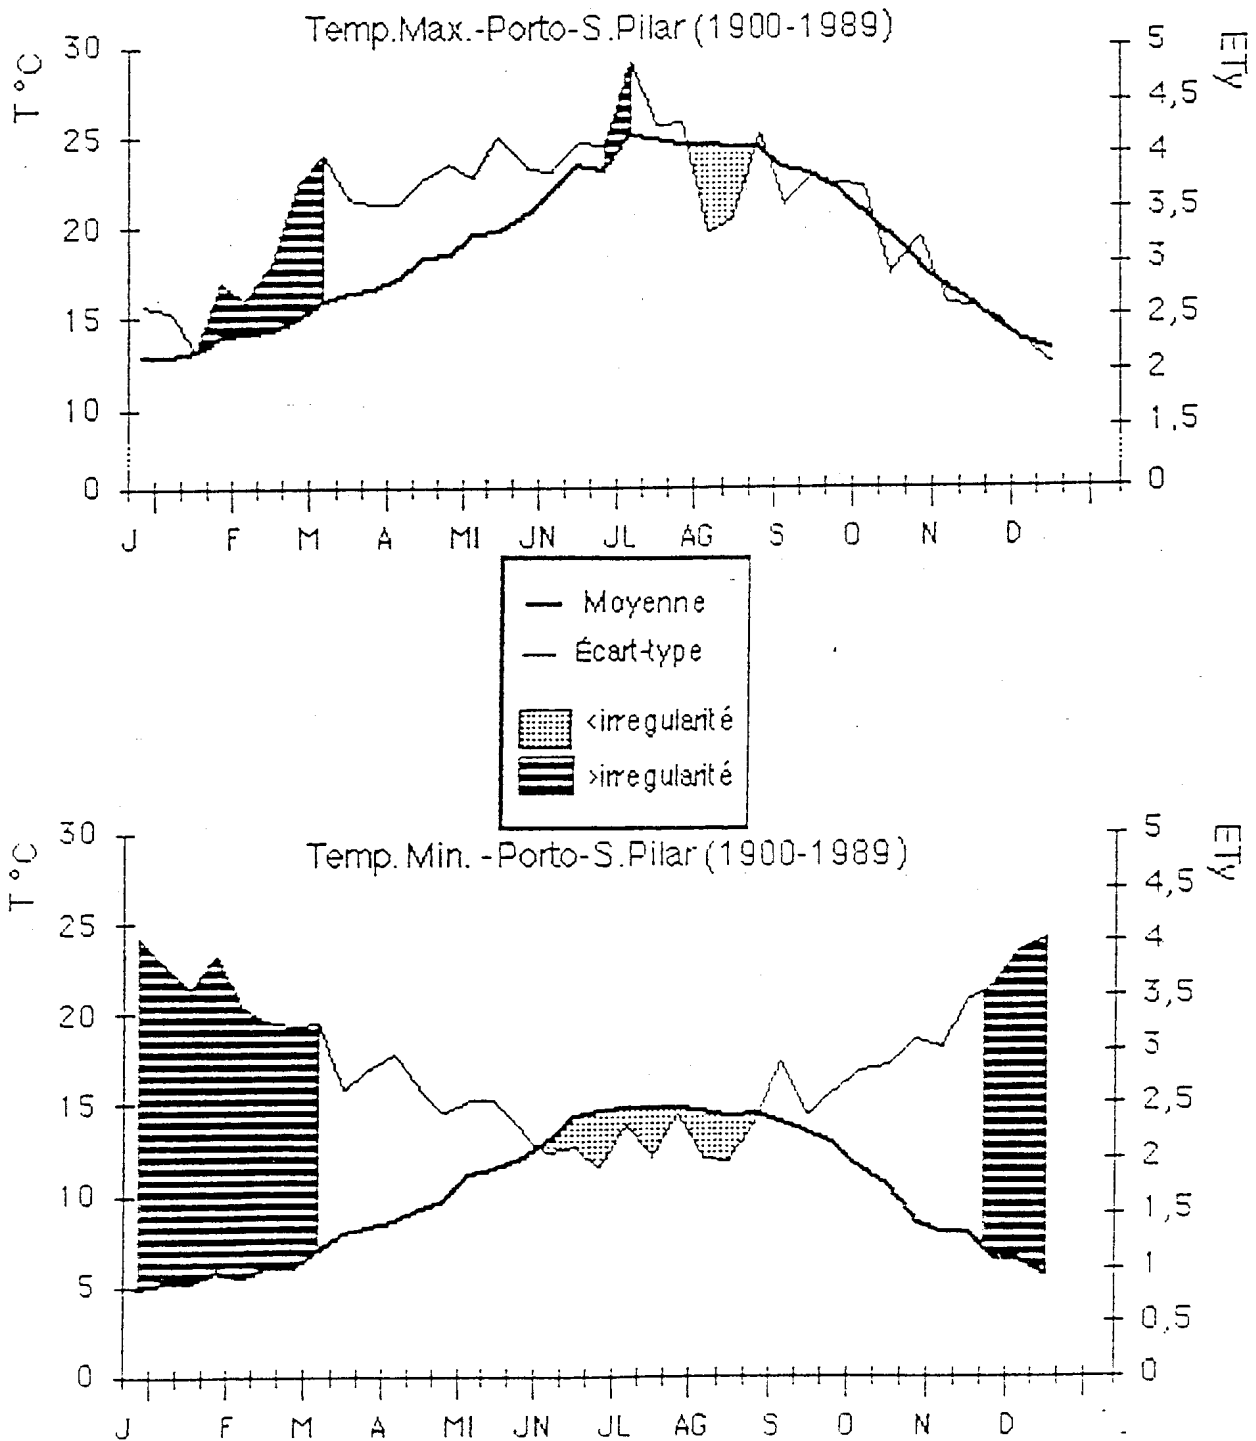 Temp.Max.-Porto-S.Pilar (1900-1989)
T °C
ETy
30
25
20
15
10
0
5
4,5
4
3,5
3
2,5
2
1,5
0
J F M A MI JN JL AG S O N D
Moyenne
Écart-type
<irregularité
>irregularité
Temp. Min. -Porto-S.Pilar (1900-1989)
T °C
ETy
30
25
20
15
10
5
0
5
4,5
4
3,5
3
2,5
2
1,5
1
0,5
0
J F M A MI JN JL AG S O N D